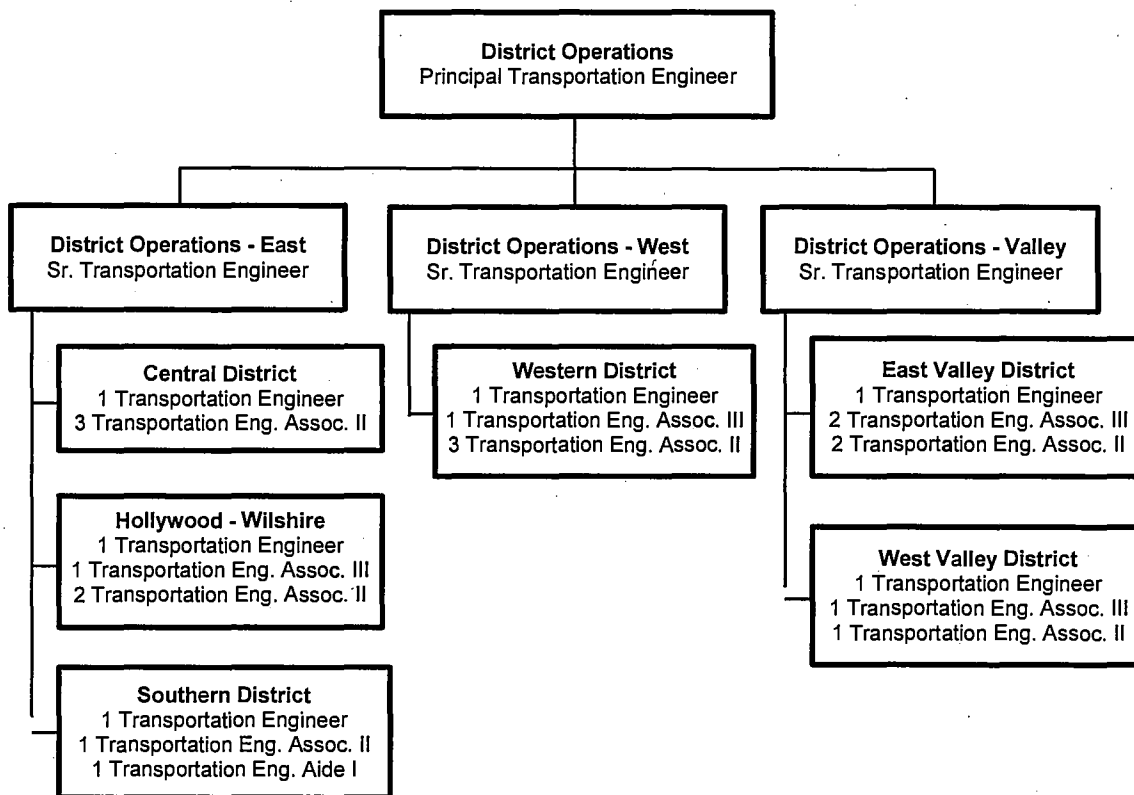 District Operations
Principal Transportation Engineer
District Operations - East
Sr. Transportation Engineer
District Operations - West
Sr. Transportation Engineer
District Operations - Valley
Sr. Transportation Engineer
Central District
1 Transportation Engineer
3 Transportation Eng. Assoc. II
Hollywood - Wilshire
1 Transportation Engineer
1 Transportation Eng. Assoc. III
2 Transportation Eng. Assoc. II
Southern District
1 Transportation Engineer
1 Transportation Eng. Assoc. II
1 Transportation Eng. Aide I
Western District
1 Transportation Engineer
1 Transportation Eng. Assoc. III
3 Transportation Eng. Assoc. II
East Valley District
1 Transportation Engineer
2 Transportation Eng. Assoc. III
2 Transportation Eng. Assoc. II
West Valley District
1 Transportation Engineer
1 Transportation Eng. Assoc. III
1 Transportation Eng. Assoc. II